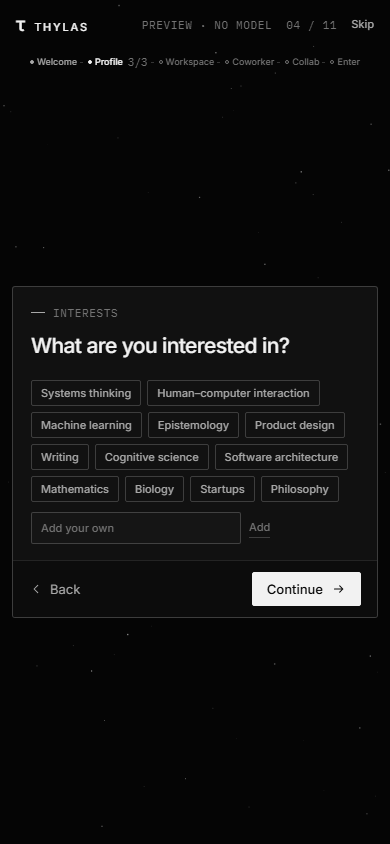 THYLAS PREVIEW · NO MODEL 04 / 11 Skip
Welcome Profile 3/3 Workspace Coworker Collab Enter
INTERESTS
What are you interested in?
Systems thinking Human–computer interaction
Machine learning Epistemology Product design
Writing Cognitive science Software architecture
Mathematics Biology Startups Philosophy
Add your own Add
Back Continue